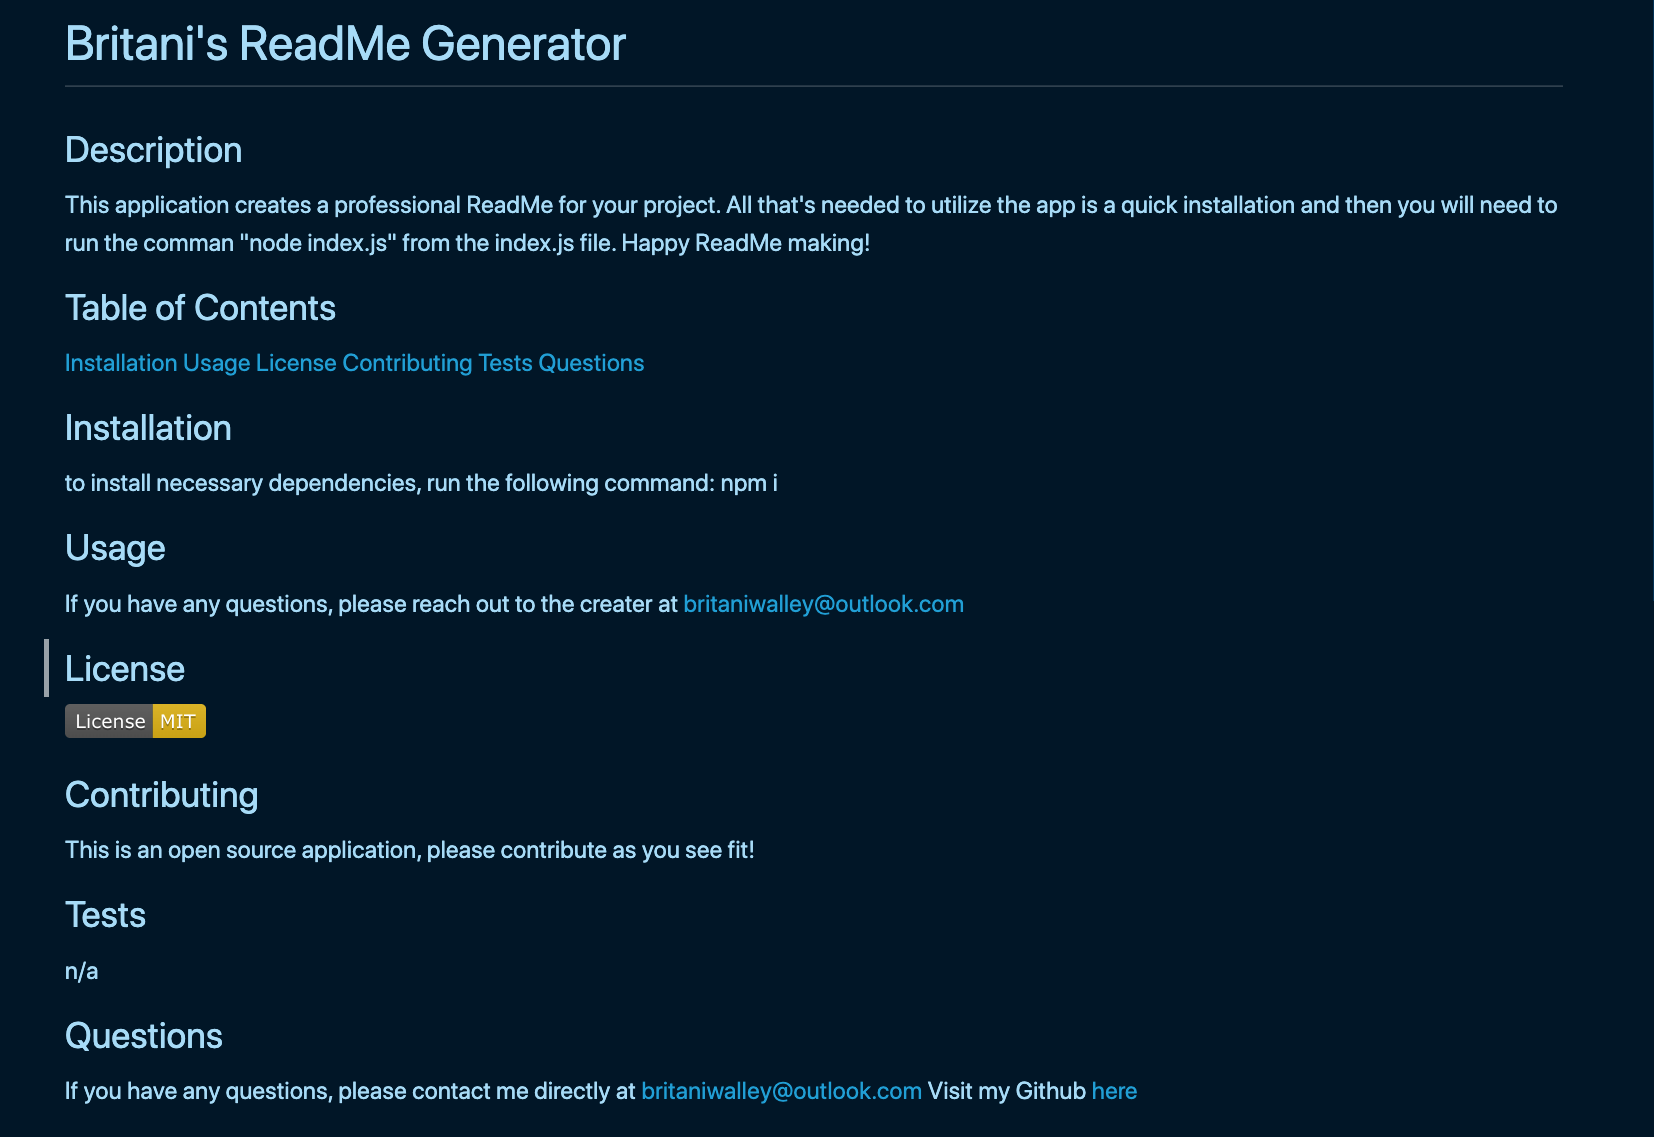 Britani's ReadMe Generator
Description
This application creates a professional ReadMe for your project. All that's needed to utilize the app is a quick installation and then you will need to
run the comman "node index.js" from the index.js file. Happy ReadMe making!
Table of Contents
Installation Usage License Contributing Tests Questions
Installation
to install necessary dependencies, run the following command: npm i
Usage
If you have any questions, please reach out to the creater at britaniwalley@outlook.com
License
License MIT
Contributing
This is an open source application, please contribute as you see fit!
Tests
n/a
Questions
If you have any questions, please contact me directly at britaniwalley@outlook.com Visit my Github here